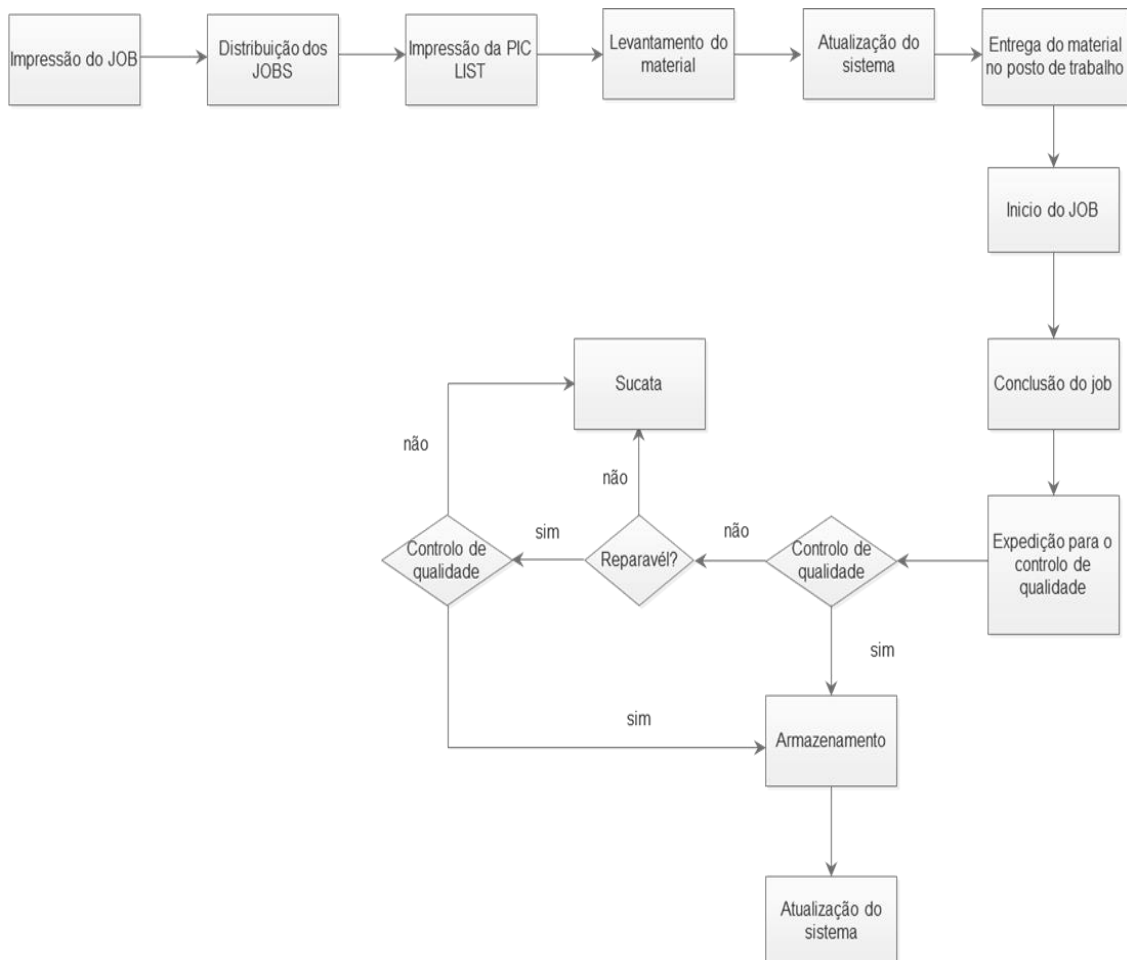 Impressão do JOB
Distribuição dos
JOBS
Impressão da PIC
LIST
Levantamento do
material
Atualização do
sistema
Entrega do material
no posto de trabalho
Inicio do JOB
Conclusão do job
Expedição para o
controlo de
qualidade
Controlo de
qualidade
não
Reparavél?
não
Sucata
sim
Controlo de
qualidade
não
sim
sim
Armazenamento
Atualização do
sistema